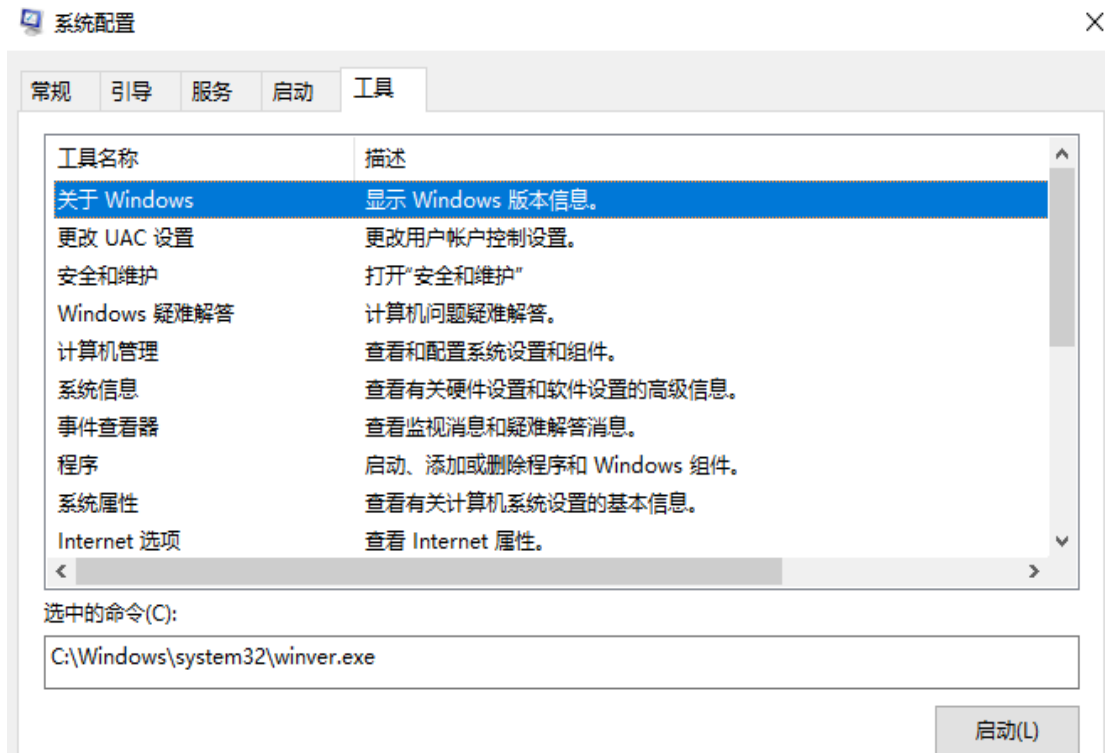 系统配置
常规 引导 服务 启动 工具
工具名称 描述
关于 Windows 显示 Windows 版本信息。
更改 UAC 设置 更改用户帐户控制设置。
安全和维护 打开“安全和维护”
Windows 疑难解答 计算机问题疑难解答。
计算机管理 查看和配置系统设置和组件。
系统信息 查看有关硬件设置和软件设置的高级信息。
事件查看器 查看监视消息和疑难解答消息。
程序 启动、添加或删除程序和 Windows 组件。
系统属性 查看有关计算机系统设置的基本信息。
Internet 选项 查看 Internet 属性。
选中的命令(C):
C:\Windows\system32\winver.exe
启动(L)